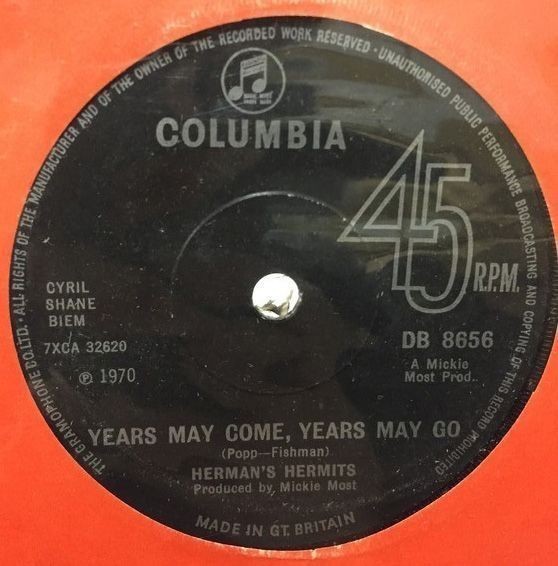 THE GRAMOPHONE CO. LTD. · ALL RIGHTS OF THE MANUFACTURER AND OF THE OWNER OF THE RECORDED WORK RESERVED · UNAUTHORISED PUBLIC PERFORMANCE BROADCASTING AND COPYING OF THIS RECORD PROHIBITED
COLUMBIA
45
R.P.M.
CYRIL
SHANE
BIEM
7XCA 32620
℗ 1970
DB 8656
A Mickie
Most Prod..
YEARS MAY COME, YEARS MAY GO
(Popp—Fishman)
HERMAN'S HERMITS
Produced by Mickie Most
MADE IN GT. BRITAIN